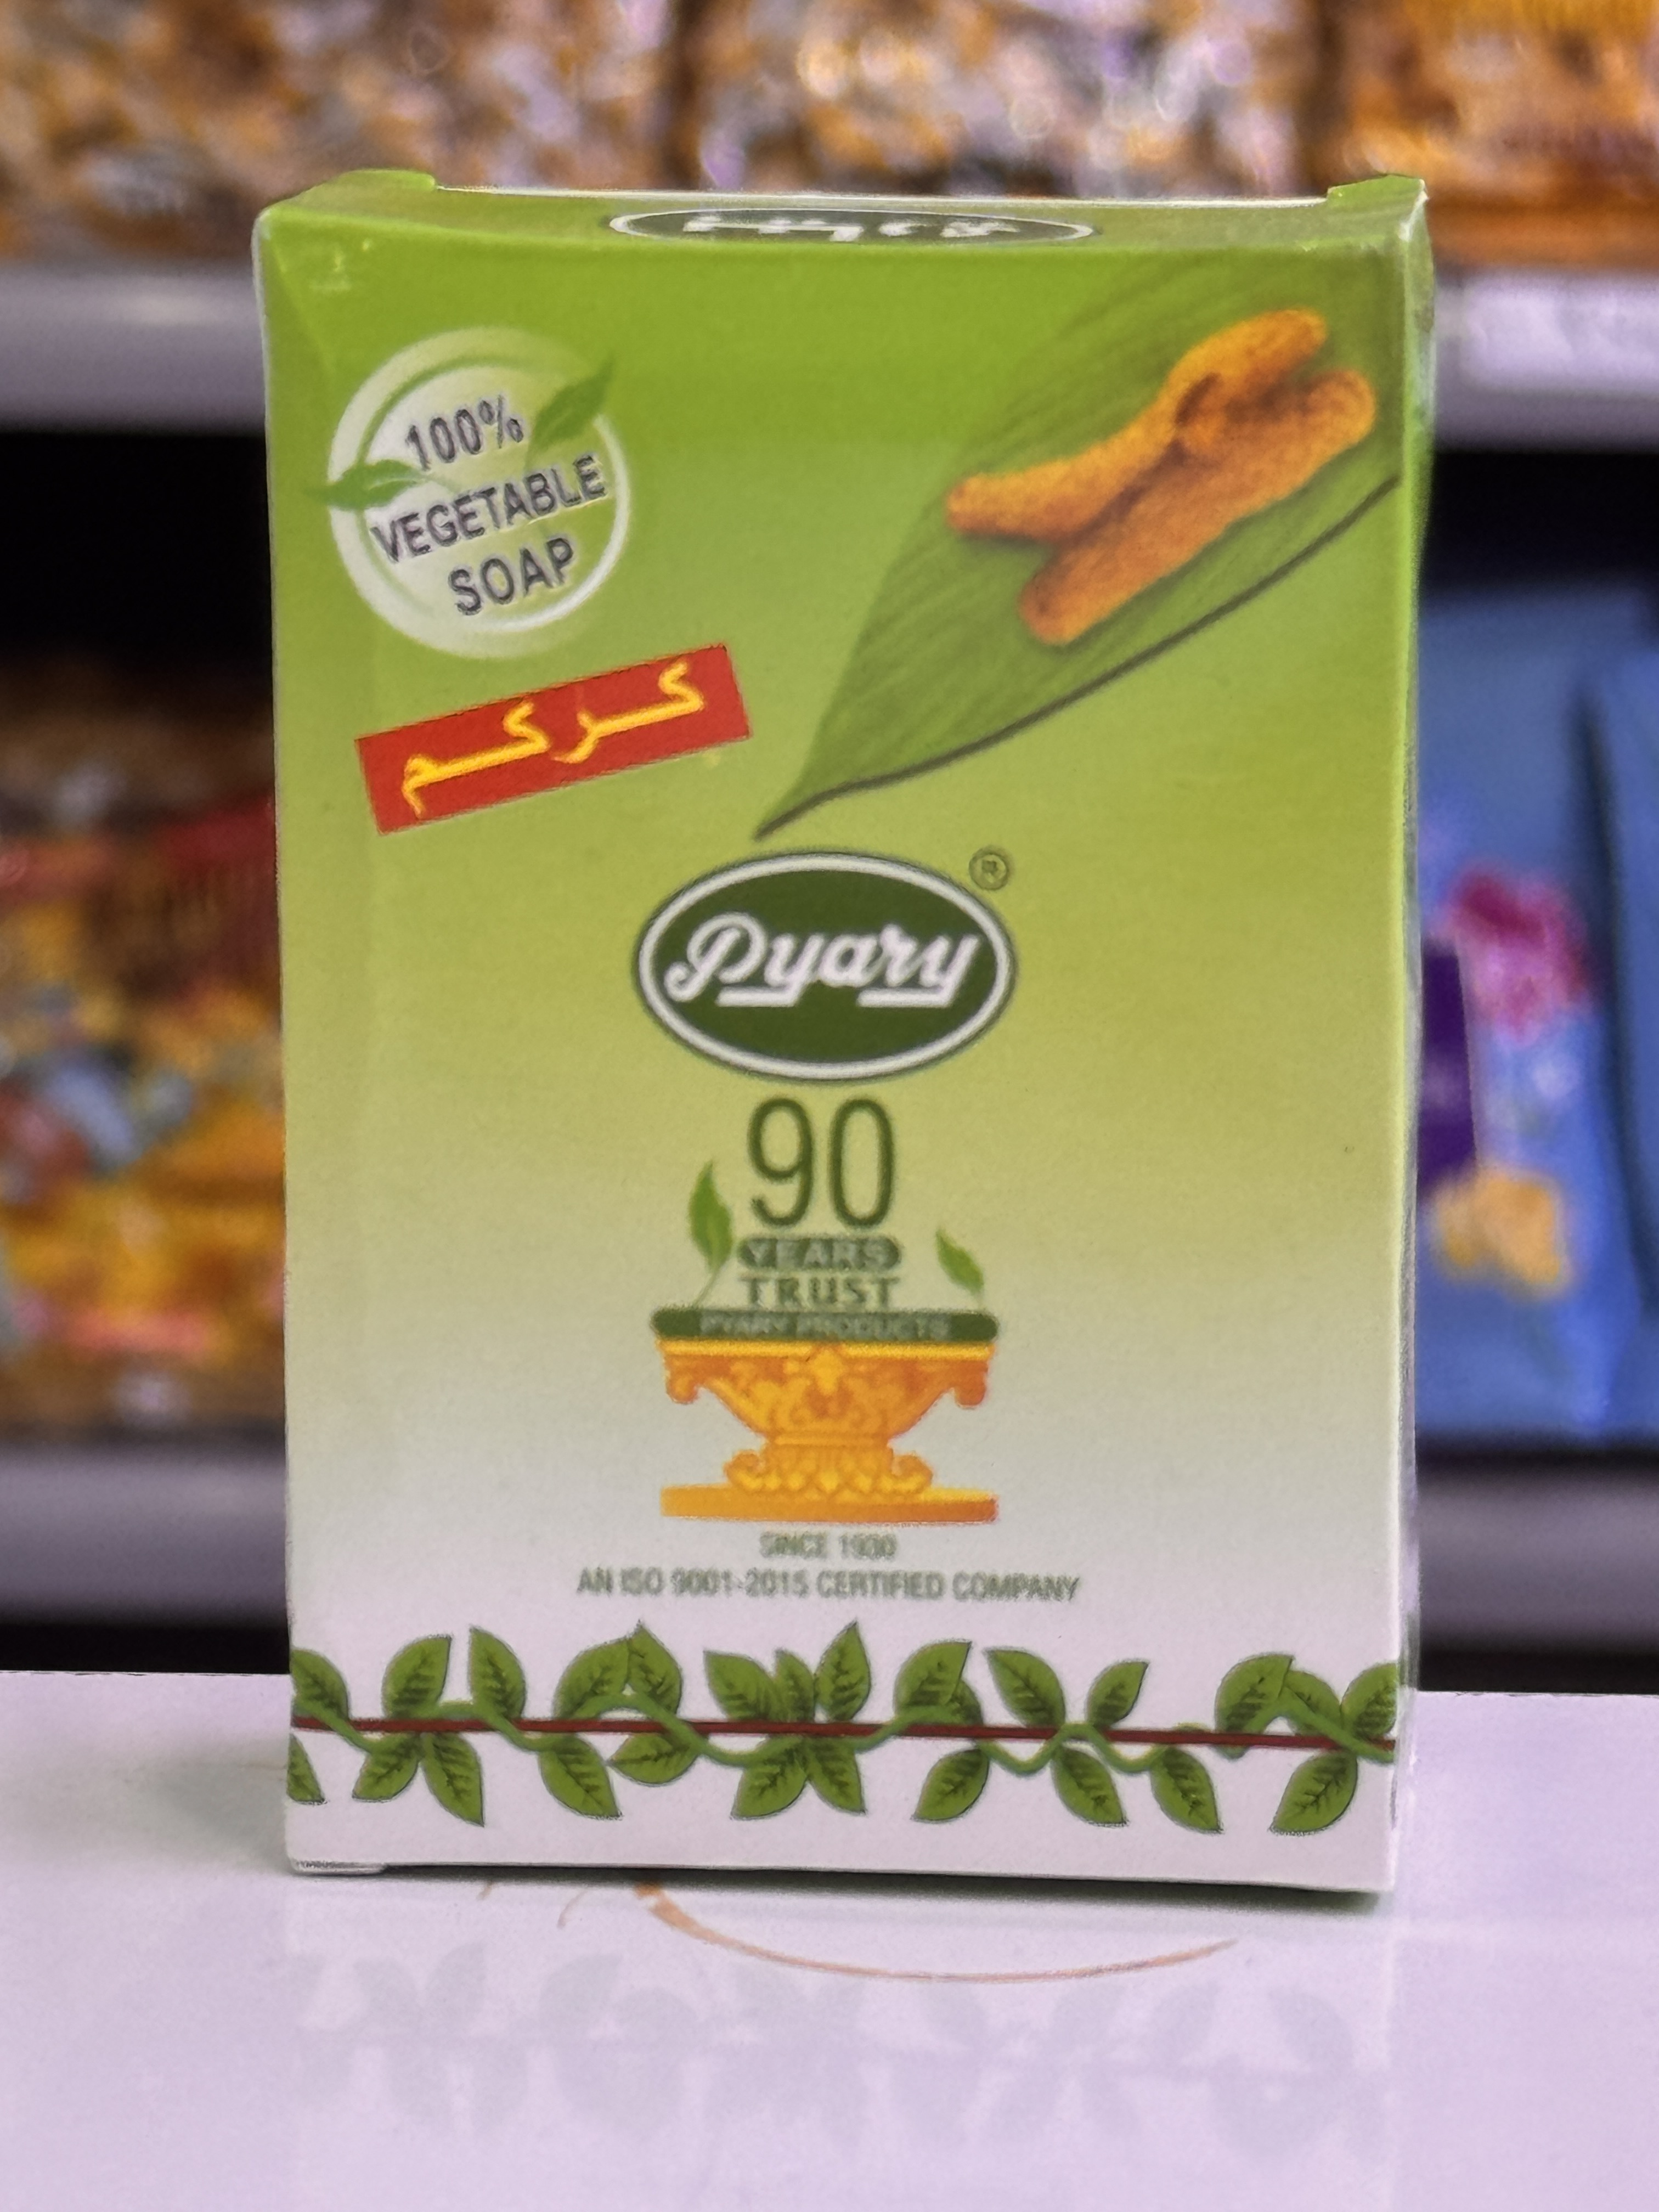 100%
VEGETABLE
SOAP
كركم
Pyary
®
90
YEARS
TRUST
PYARY PRODUCTS
SINCE 1930
AN ISO 9001-2015 CERTIFIED COMPANY